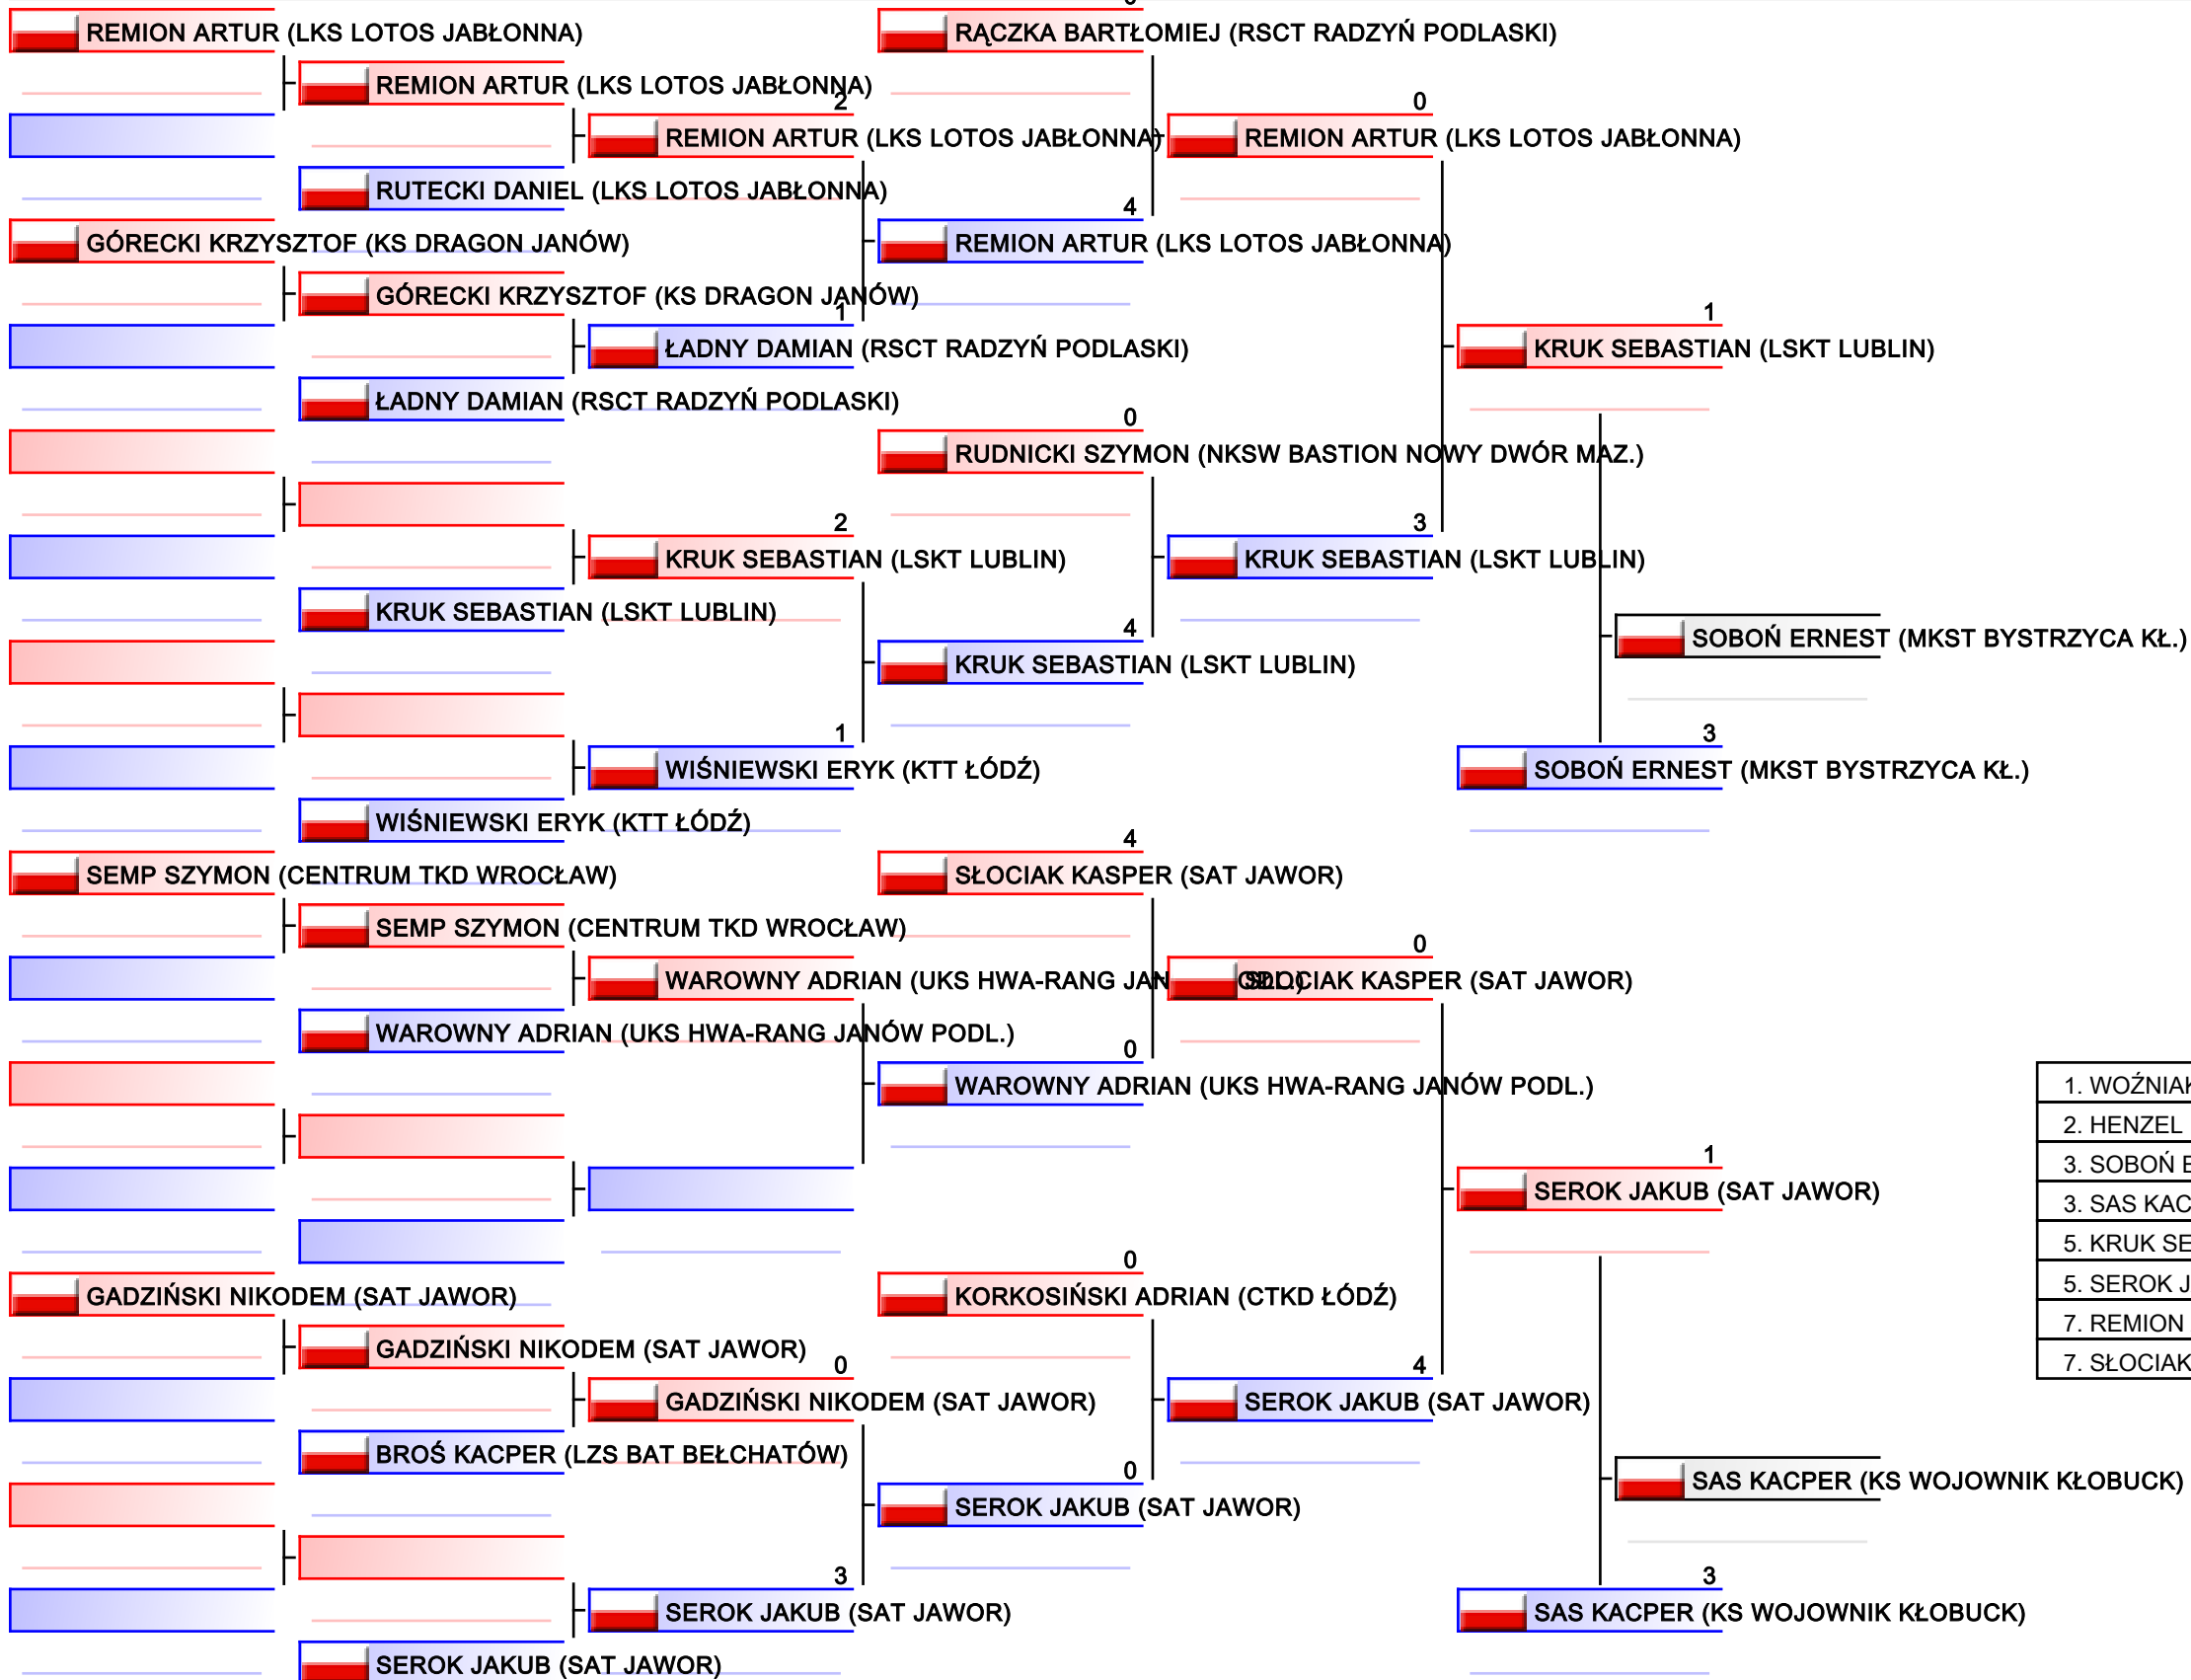 REMION ARTUR (LKS LOTOS JABŁONNA)
REMION ARTUR (LKS LOTOS JABŁONNA)
RUTECKI DANIEL (LKS LOTOS JABŁONNA)
GÓRECKI KRZYSZTOF (KS DRAGON JANÓW)
GÓRECKI KRZYSZTOF (KS DRAGON JANÓW)
ŁADNY DAMIAN (RSCT RADZYŃ PODLASKI)
KRUK SEBASTIAN (LSKT LUBLIN)
WIŚNIEWSKI ERYK (KTT ŁÓDŹ)
SEMP SZYMON (CENTRUM TKD WROCŁAW)
SEMP SZYMON (CENTRUM TKD WROCŁAW)
WAROWNY ADRIAN (UKS HWA-RANG JANÓW PODL.)
GADZIŃSKI NIKODEM (SAT JAWOR)
GADZIŃSKI NIKODEM (SAT JAWOR)
BROŚ KACPER (LZS BAT BEŁCHATÓW)
SEROK JAKUB (SAT JAWOR)
2
REMION ARTUR (LKS LOTOS JABŁONNA)
1
ŁADNY DAMIAN (RSCT RADZYŃ PODLASKI)
2
KRUK SEBASTIAN (LSKT LUBLIN)
1
WIŚNIEWSKI ERYK (KTT ŁÓDŹ)
WAROWNY ADRIAN (UKS HWA-RANG JAN
0
GADZIŃSKI NIKODEM (SAT JAWOR)
3
SEROK JAKUB (SAT JAWOR)
RĄCZKA BARTŁOMIEJ (RSCT RADZYŃ PODLASKI)
4
REMION ARTUR (LKS LOTOS JABŁONNA)
0
RUDNICKI SZYMON (NKSW BASTION NOWY DWÓR MAZ.)
4
KRUK SEBASTIAN (LSKT LUBLIN)
4
SŁOCIAK KASPER (SAT JAWOR)
0
WAROWNY ADRIAN (UKS HWA-RANG JANÓW PODL.)
0
KORKOSIŃSKI ADRIAN (CTKD ŁÓDŹ)
0
SEROK JAKUB (SAT JAWOR)
0
REMION ARTUR (LKS LOTOS JABŁONNA)
3
KRUK SEBASTIAN (LSKT LUBLIN)
0
SŁOCIAK KASPER (SAT JAWOR)
4
SEROK JAKUB (SAT JAWOR)
1
KRUK SEBASTIAN (LSKT LUBLIN)
3
SOBOŃ ERNEST (MKST BYSTRZYCA KŁ.)
1
SEROK JAKUB (SAT JAWOR)
3
SAS KACPER (KS WOJOWNIK KŁOBUCK)
SOBOŃ ERNEST (MKST BYSTRZYCA KŁ.)
SAS KACPER (KS WOJOWNIK KŁOBUCK)
1. WOŹNIAK
2. HENZEL
3. SOBOŃ E
3. SAS KAC
5. KRUK SE
5. SEROK J
7. REMION
7. SŁOCIAK